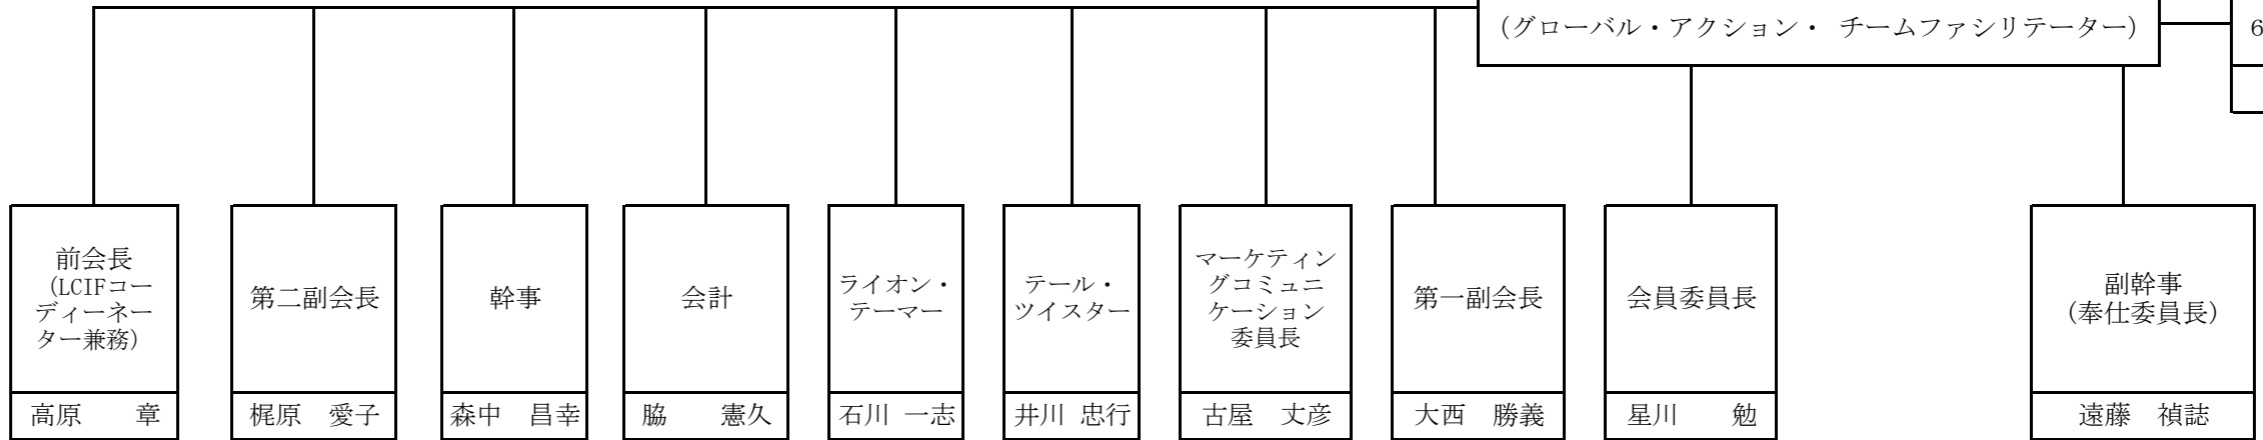 (グローバル・アクション・ チームファシリテーター)
6
前会長
(LCIFコー
ディーネー
ター兼務)
高原　　章
第二副会長
梶原　愛子
幹事
森中　昌幸
会計
脇　　憲久
ライオン・
テーマー
石川 一志
テール・
ツイスター
井川 忠行
マーケティン
グコミュニ
ケーション
委員長
古屋　丈彦
第一副会長
大西　勝義
会員委員長
星川　　勉
副幹事
(奉仕委員長)
遠藤　禎誌